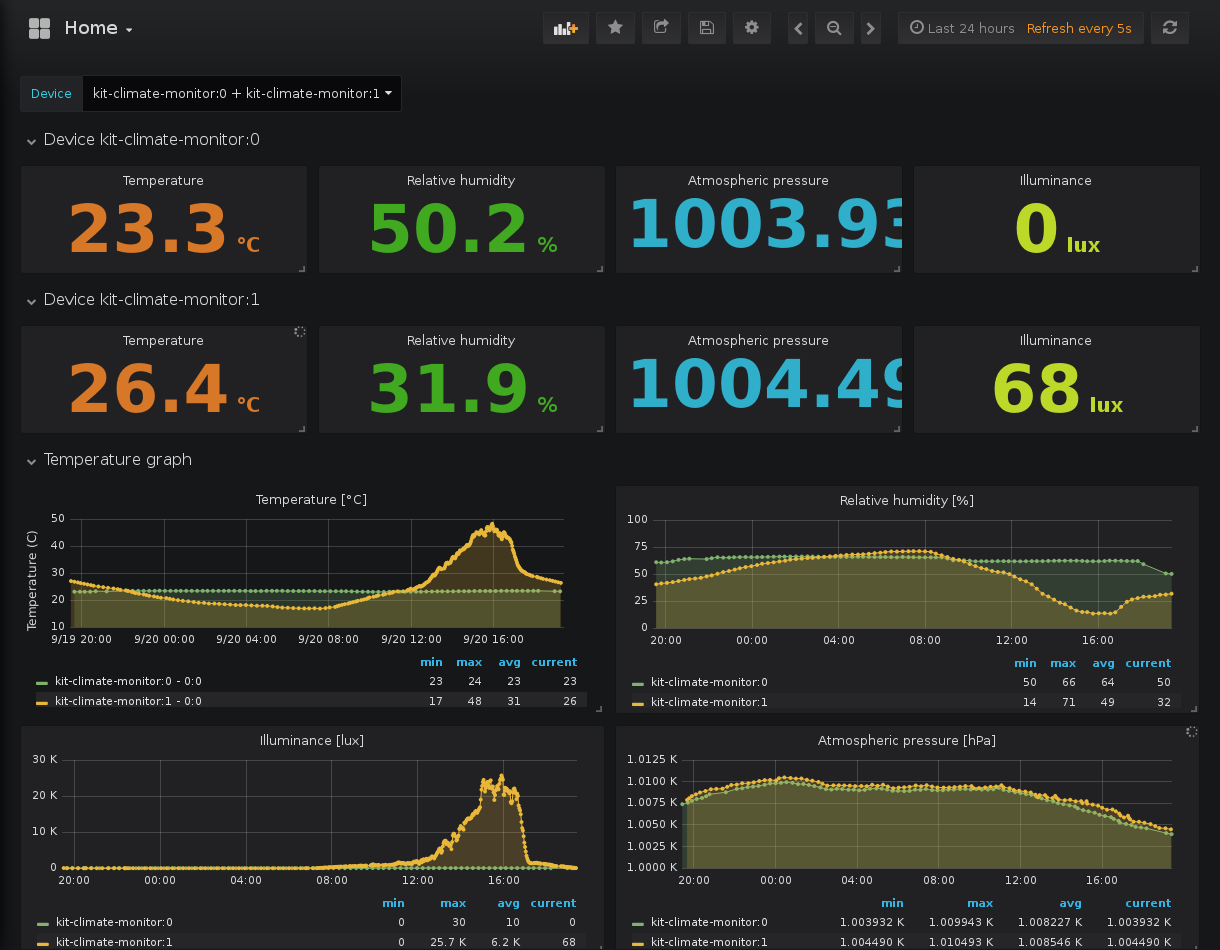 Home
Last 24 hours Refresh every 5s
Device kit-climate-monitor:0 + kit-climate-monitor:1
Device kit-climate-monitor:0
Temperature Relative humidity Atmospheric pressure Illuminance
23.3 °C 50.2 % 1003.93 0 lux
Device kit-climate-monitor:1
Temperature Relative humidity Atmospheric pressure Illuminance
26.4 °C 31.9 % 1004.49 68 lux
Temperature graph
Temperature [°C]
Temperature (C)
50
40
30
20
10
9/19 20:00 9/20 00:00 9/20 04:00 9/20 08:00 9/20 12:00 9/20 16:00
min max avg current
kit-climate-monitor:0 - 0:0 23 24 23 23
kit-climate-monitor:1 - 0:0 17 48 31 26
Relative humidity [%]
100
75
50
25
0
20:00 00:00 04:00 08:00 12:00 16:00
min max avg current
kit-climate-monitor:0 50 66 64 50
kit-climate-monitor:1 14 71 49 32
Illuminance [lux]
30 K
20 K
10 K
0
20:00 00:00 04:00 08:00 12:00 16:00
min max avg current
kit-climate-monitor:0 0 30 10 0
kit-climate-monitor:1 0 25.7 K 6.2 K 68
Atmospheric pressure [hPa]
1.0125 K
1.0100 K
1.0075 K
1.0050 K
1.0025 K
1.0000 K
20:00 00:00 04:00 08:00 12:00 16:00
min max avg current
kit-climate-monitor:0 1.003932 K 1.009943 K 1.008227 K 1.003932 K
kit-climate-monitor:1 1.004490 K 1.010493 K 1.008546 K 1.004490 K